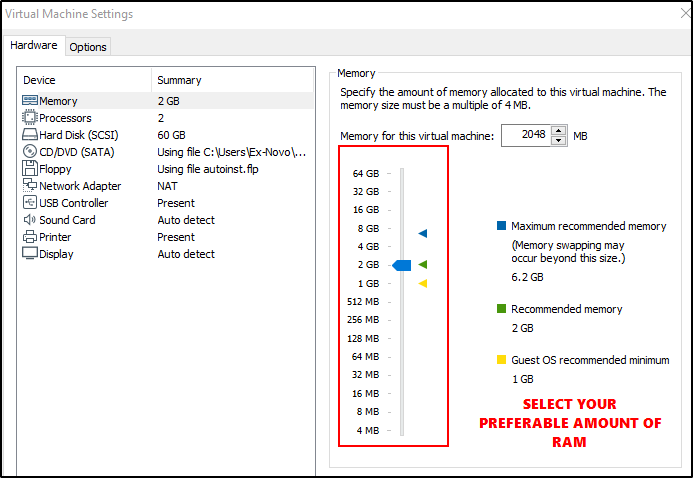 Virtual Machine Settings
Hardware
Options
Device Summary
Memory 2 GB
Processors 2
Hard Disk (SCSI) 60 GB
CD/DVD (SATA) Using file C:\Users\Ex-Novo/...
Floppy Using file autoinst.flp
Network Adapter NAT
USB Controller Present
Sound Card Auto detect
Printer Present
Display Auto detect
Memory
Specify the amount of memory allocated to this virtual machine. The
memory size must be a multiple of 4 MB.
Memory for this virtual machine: 2048 MB
64 GB
32 GB
16 GB
8 GB
4 GB
2 GB
1 GB
512 MB
256 MB
128 MB
64 MB
32 MB
16 MB
8 MB
4 MB
Maximum recommended memory
(Memory swapping may
occur beyond this size.)
6.2 GB
Recommended memory
2 GB
Guest OS recommended minimum
1 GB
SELECT YOUR
PREFERABLE AMOUNT OF
RAM